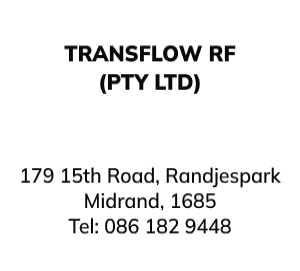 TRANSFLOW RF
(PTY LTD)
179 15th Road, Randjespark
Midrand, 1685
Tel: 086 182 9448